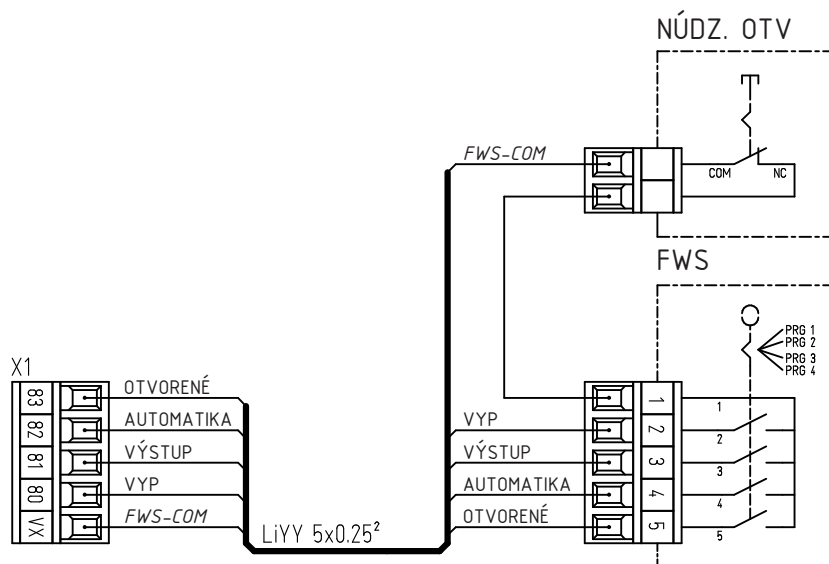 NÚDZ. OTV
FWS-COM
COM
NC
FWS
PRG 1
PRG 2
PRG 3
PRG 4
X1
83
OTVORENÉ
82
AUTOMATIKA
81
VÝSTUP
80
VYP
VX
FWS-COM
LiYY 5x0.25²
1
1
VYP
2
2
VÝSTUP
3
3
AUTOMATIKA
4
4
OTVORENÉ
5
5